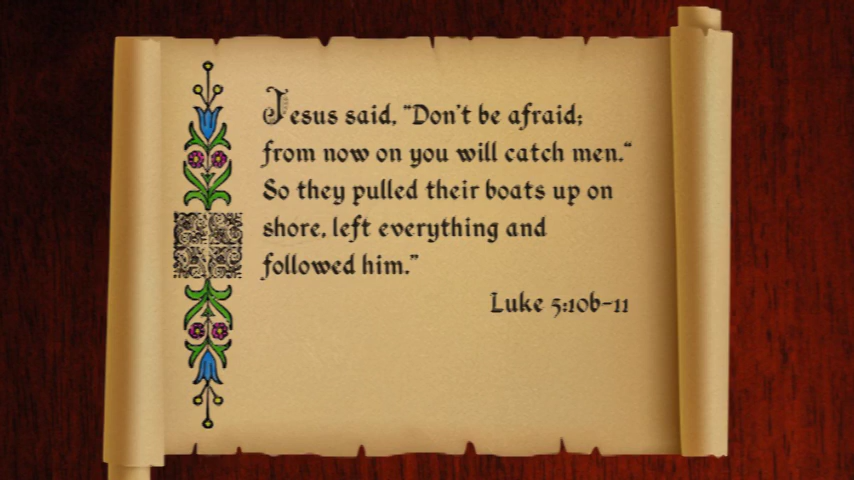 Jesus said, "Don't be afraid;
from now on you will catch men."
So they pulled their boats up on
shore, left everything and
followed him."
Luke 5:10b-11